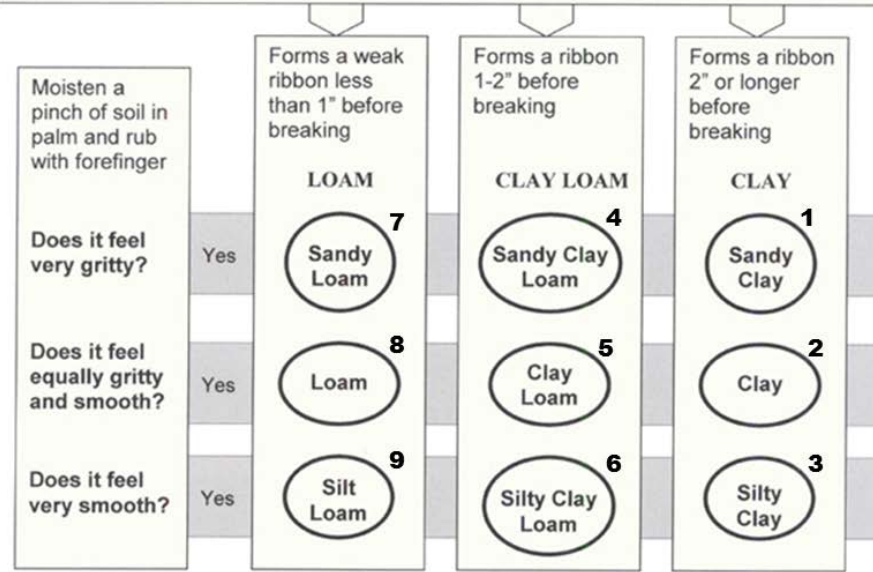 Forms a weak
ribbon less
than 1” before
breaking
LOAM
Forms a ribbon
1-2” before
breaking
CLAY LOAM
Forms a ribbon
2” or longer
before
breaking
CLAY
Moisten a
pinch of soil in
palm and rub
with forefinger
Does it feel
very gritty?
Yes
7
Sandy
Loam
4
Sandy Clay
Loam
1
Sandy
Clay
Does it feel
equally gritty
and smooth?
Yes
8
Loam
5
Clay
Loam
2
Clay
Does it feel
very smooth?
Yes
9
Silt
Loam
6
Silty Clay
Loam
3
Silty
Clay